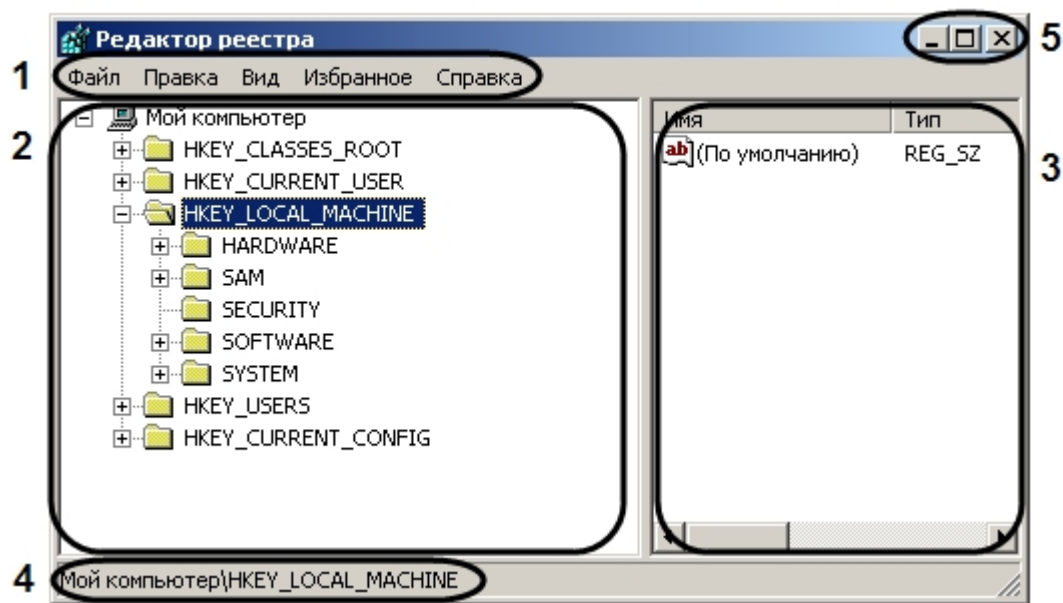 Редактор реестра
5
1
Файл Правка Вид Избранное Справка
2
Мой компьютер
HKEY_CLASSES_ROOT
HKEY_CURRENT_USER
HKEY_LOCAL_MACHINE
HARDWARE
SAM
SECURITY
SOFTWARE
SYSTEM
HKEY_USERS
HKEY_CURRENT_CONFIG
Имя Тип
ab (По умолчанию) REG_SZ
3
4
Мой компьютер\HKEY_LOCAL_MACHINE